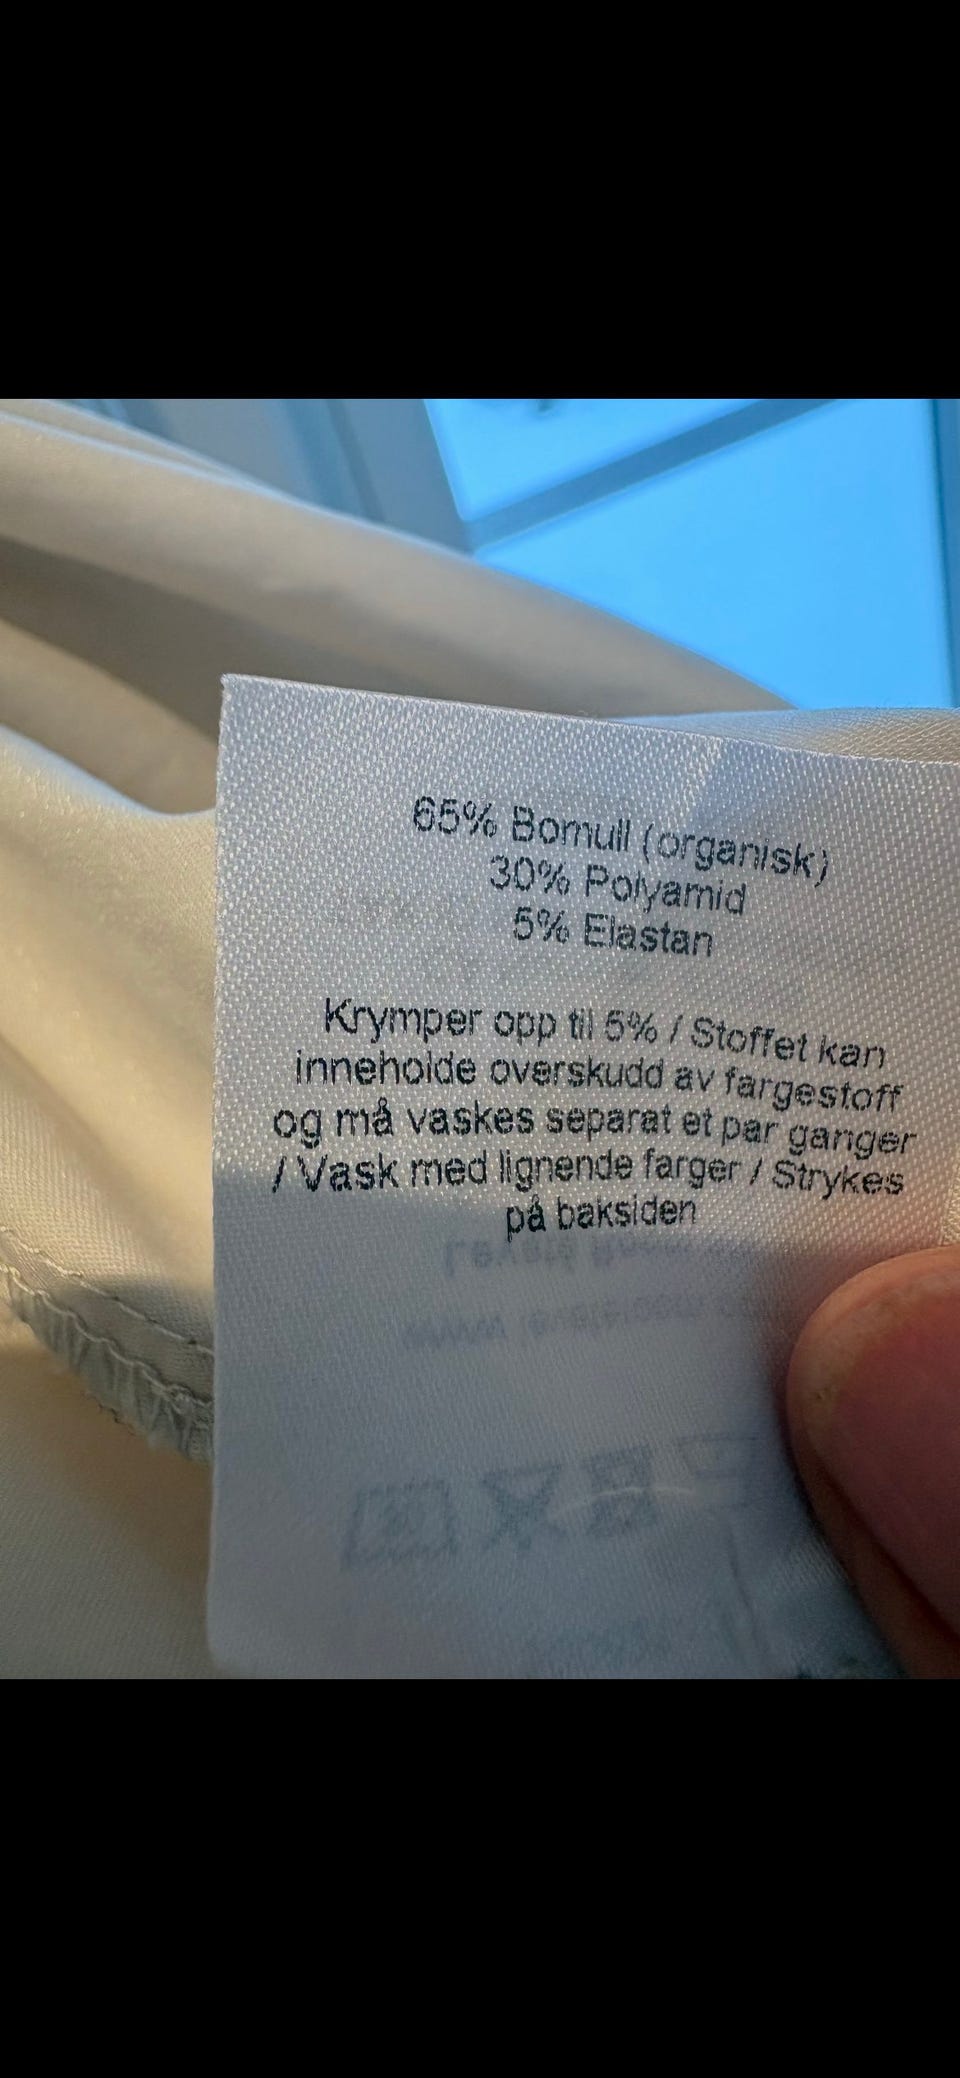 65% Bomull (organisk)
30% Polyamid
5% Elastan
Krymper opp til 5% / Stoffet kan
inneholde overskudd av fargestoff
og må vaskes separat et par ganger
/ Vask med lignende farger / Strykes
på baksiden